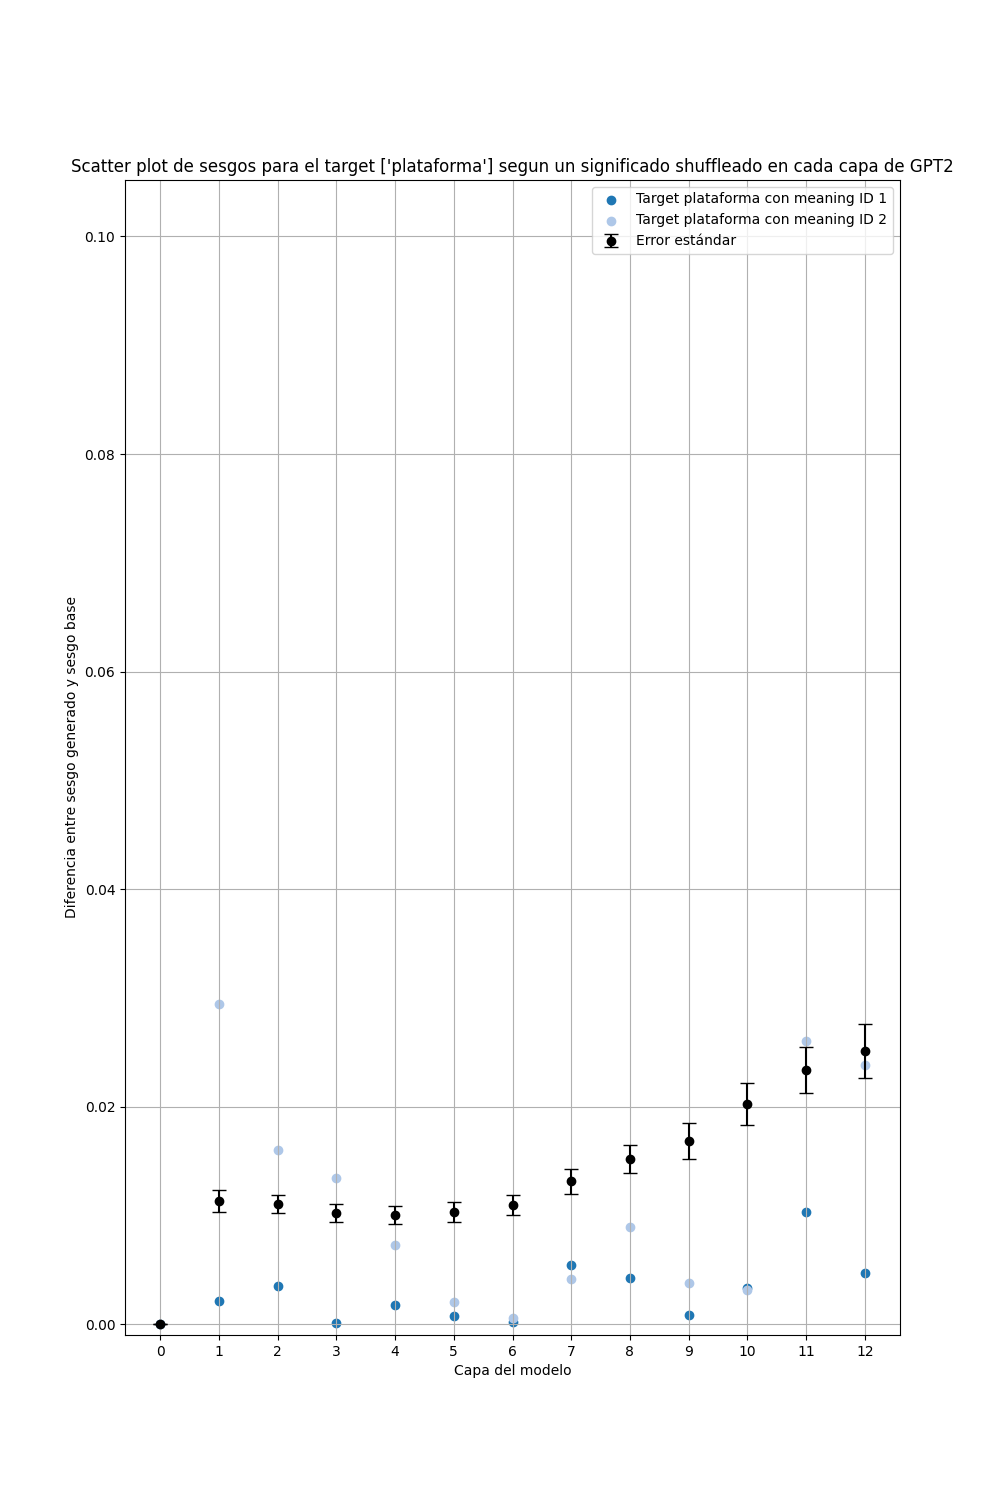 Scatter plot de sesgos para el target ['plataforma'] segun un significado shuffleado en cada capa de GPT2
Target plataforma con meaning ID 1
Target plataforma con meaning ID 2
Error estándar
Diferencia entre sesgo generado y sesgo base
0.10
0.08
0.06
0.04
0.02
0.00
0 1 2 3 4 5 6 7 8 9 10 11 12
Capa del modelo